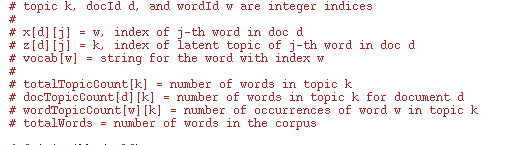 # topic k, docId d, and wordId w are integer indices
#
# x[d][j] = w, index of j-th word in doc d
# z[d][j] = k, index of latent topic of j-th word in doc d
# vocab[w] = string for the word with index w
#
# totalTopicCount[k] = number of words in topic k
# docTopicCount[d][k] = number of words in topic k for document d
# wordTopicCount[w][k] = number of occurrences of word w in topic k
# totalWords = number of words in the corpus